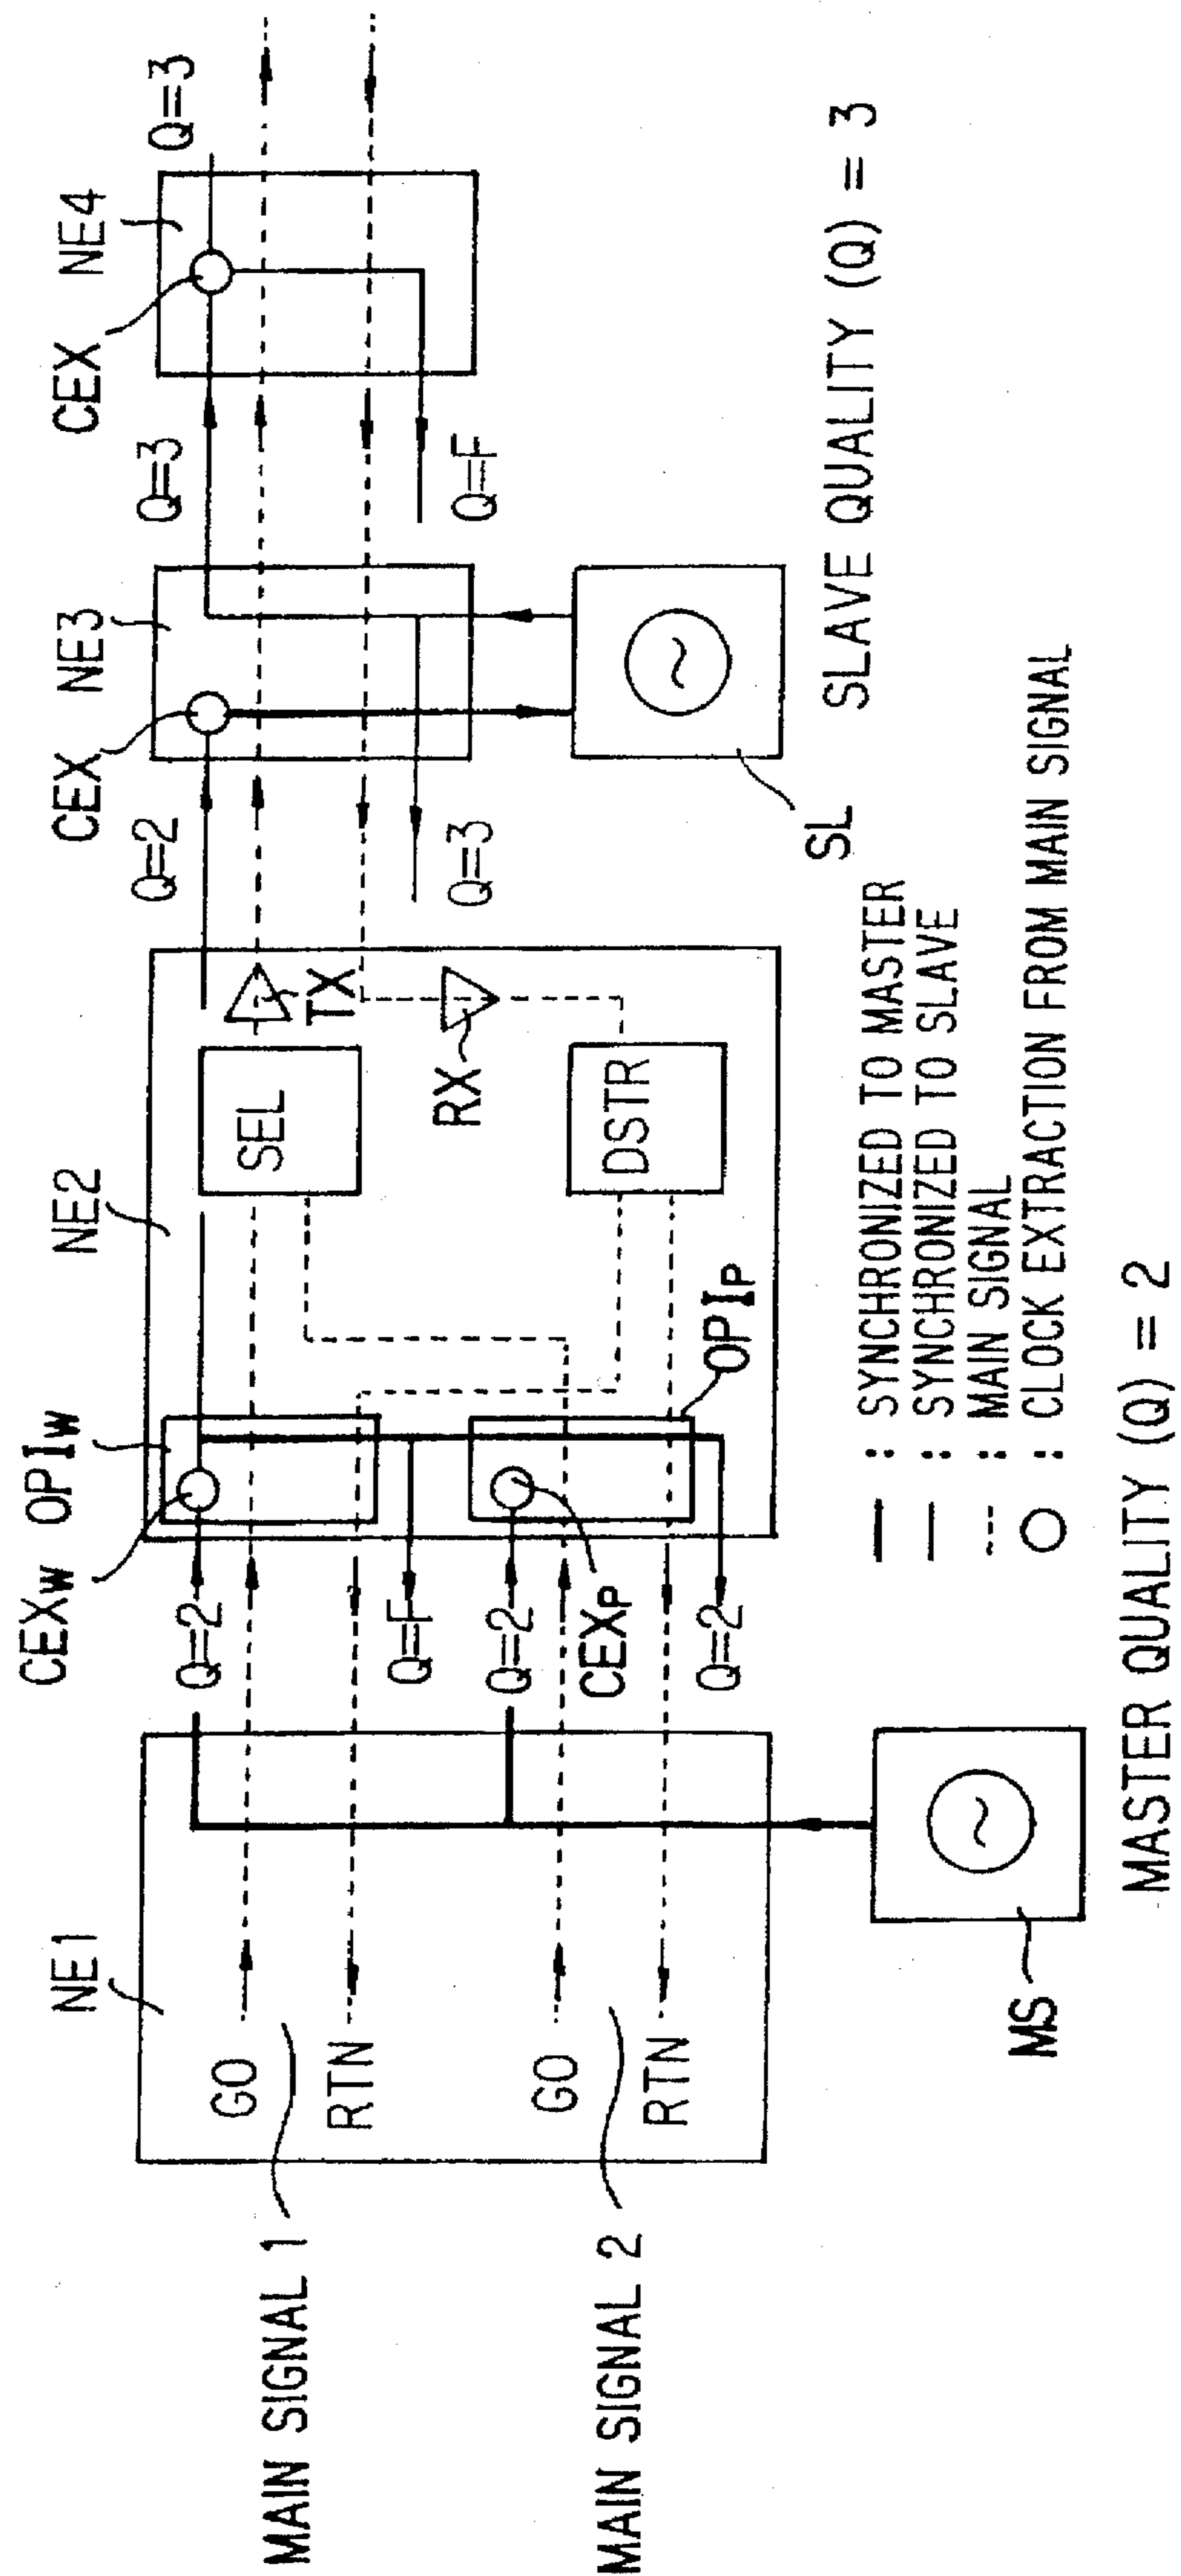 MAIN SIGNAL 1
MAIN SIGNAL 2
NE1
GO
RTN
GO
RTN
MS
MASTER QUALITY (Q) = 2
CEXW
OPIW
Q=2
Q=F
Q=2
CEXP
Q=2
NE2
OPIP
SEL
DSTR
TX
RX
Q=2
Q=3
CEX
NE3
SL
SLAVE QUALITY (Q) = 3
Q=3
Q=F
CEX
NE4
Q=3
: SYNCHRONIZED TO MASTER
: SYNCHRONIZED TO SLAVE
: MAIN SIGNAL
: CLOCK EXTRACTION FROM MAIN SIGNAL